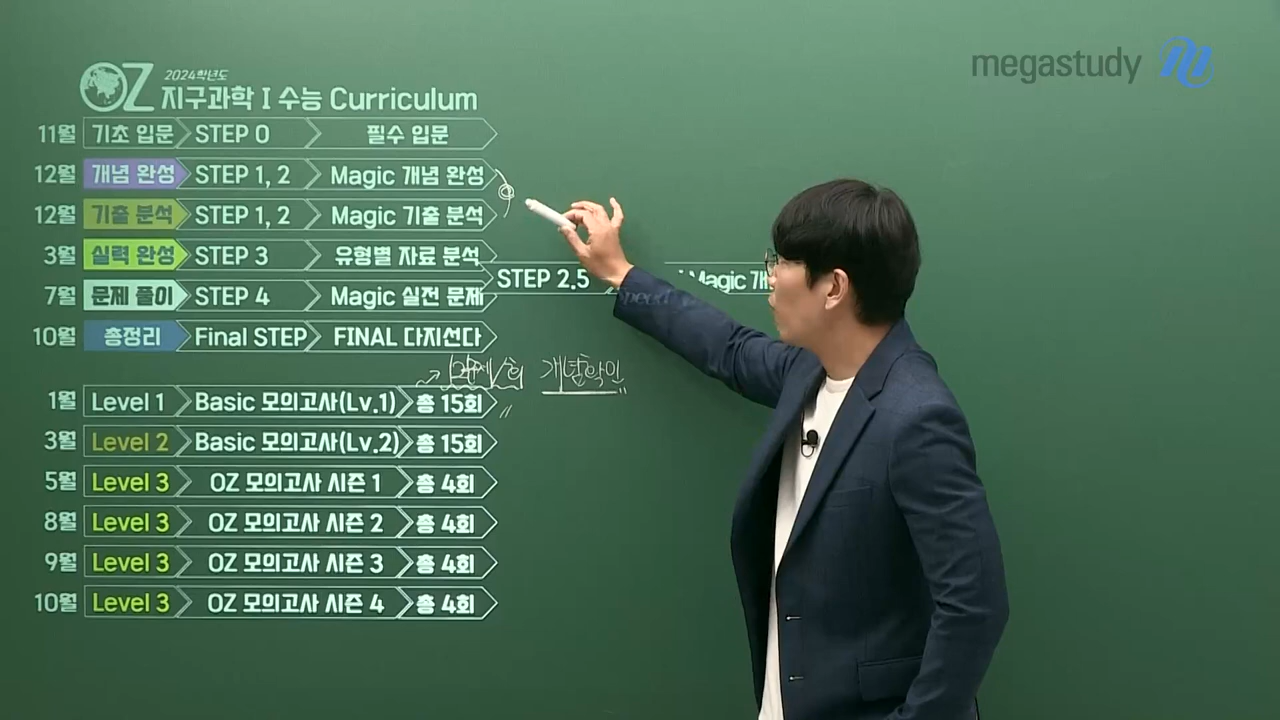 megastudy
OZ 2024학년도
지구과학 I 수능 Curriculum
11월 기초 입문 STEP 0 필수 입문
12월 개념 완성 STEP 1, 2 Magic 개념 완성
12월 기출 분석 STEP 1, 2 Magic 기출 분석
3월 실력 완성 STEP 3 유형별 자료 분석
STEP 2.5 Magic 개
7월 문제 풀이 STEP 4 Magic 실전 문제
10월 총정리 Final STEP FINAL 다지선다
개념확인
1월 Level 1 Basic 모의고사(Lv.1) 총 15회
3월 Level 2 Basic 모의고사(Lv.2) 총 15회
5월 Level 3 OZ 모의고사 시즌 1 총 4회
8월 Level 3 OZ 모의고사 시즌 2 총 4회
9월 Level 3 OZ 모의고사 시즌 3 총 4회
10월 Level 3 OZ 모의고사 시즌 4 총 4회